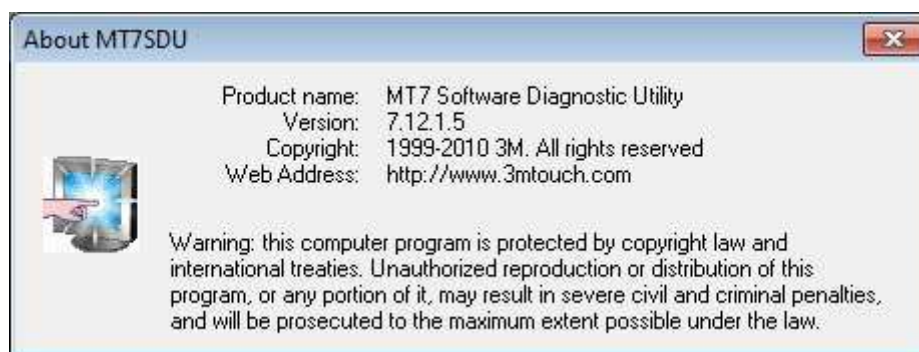 About MT7SDU
Product name: MT7 Software Diagnostic Utility
Version: 7.12.1.5
Copyright: 1999-2010 3M. All rights reserved
Web Address: http://www.3mtouch.com
Warning: this computer program is protected by copyright law and
international treaties. Unauthorized reproduction or distribution of this
program, or any portion of it, may result in severe civil and criminal penalties,
and will be prosecuted to the maximum extent possible under the law.